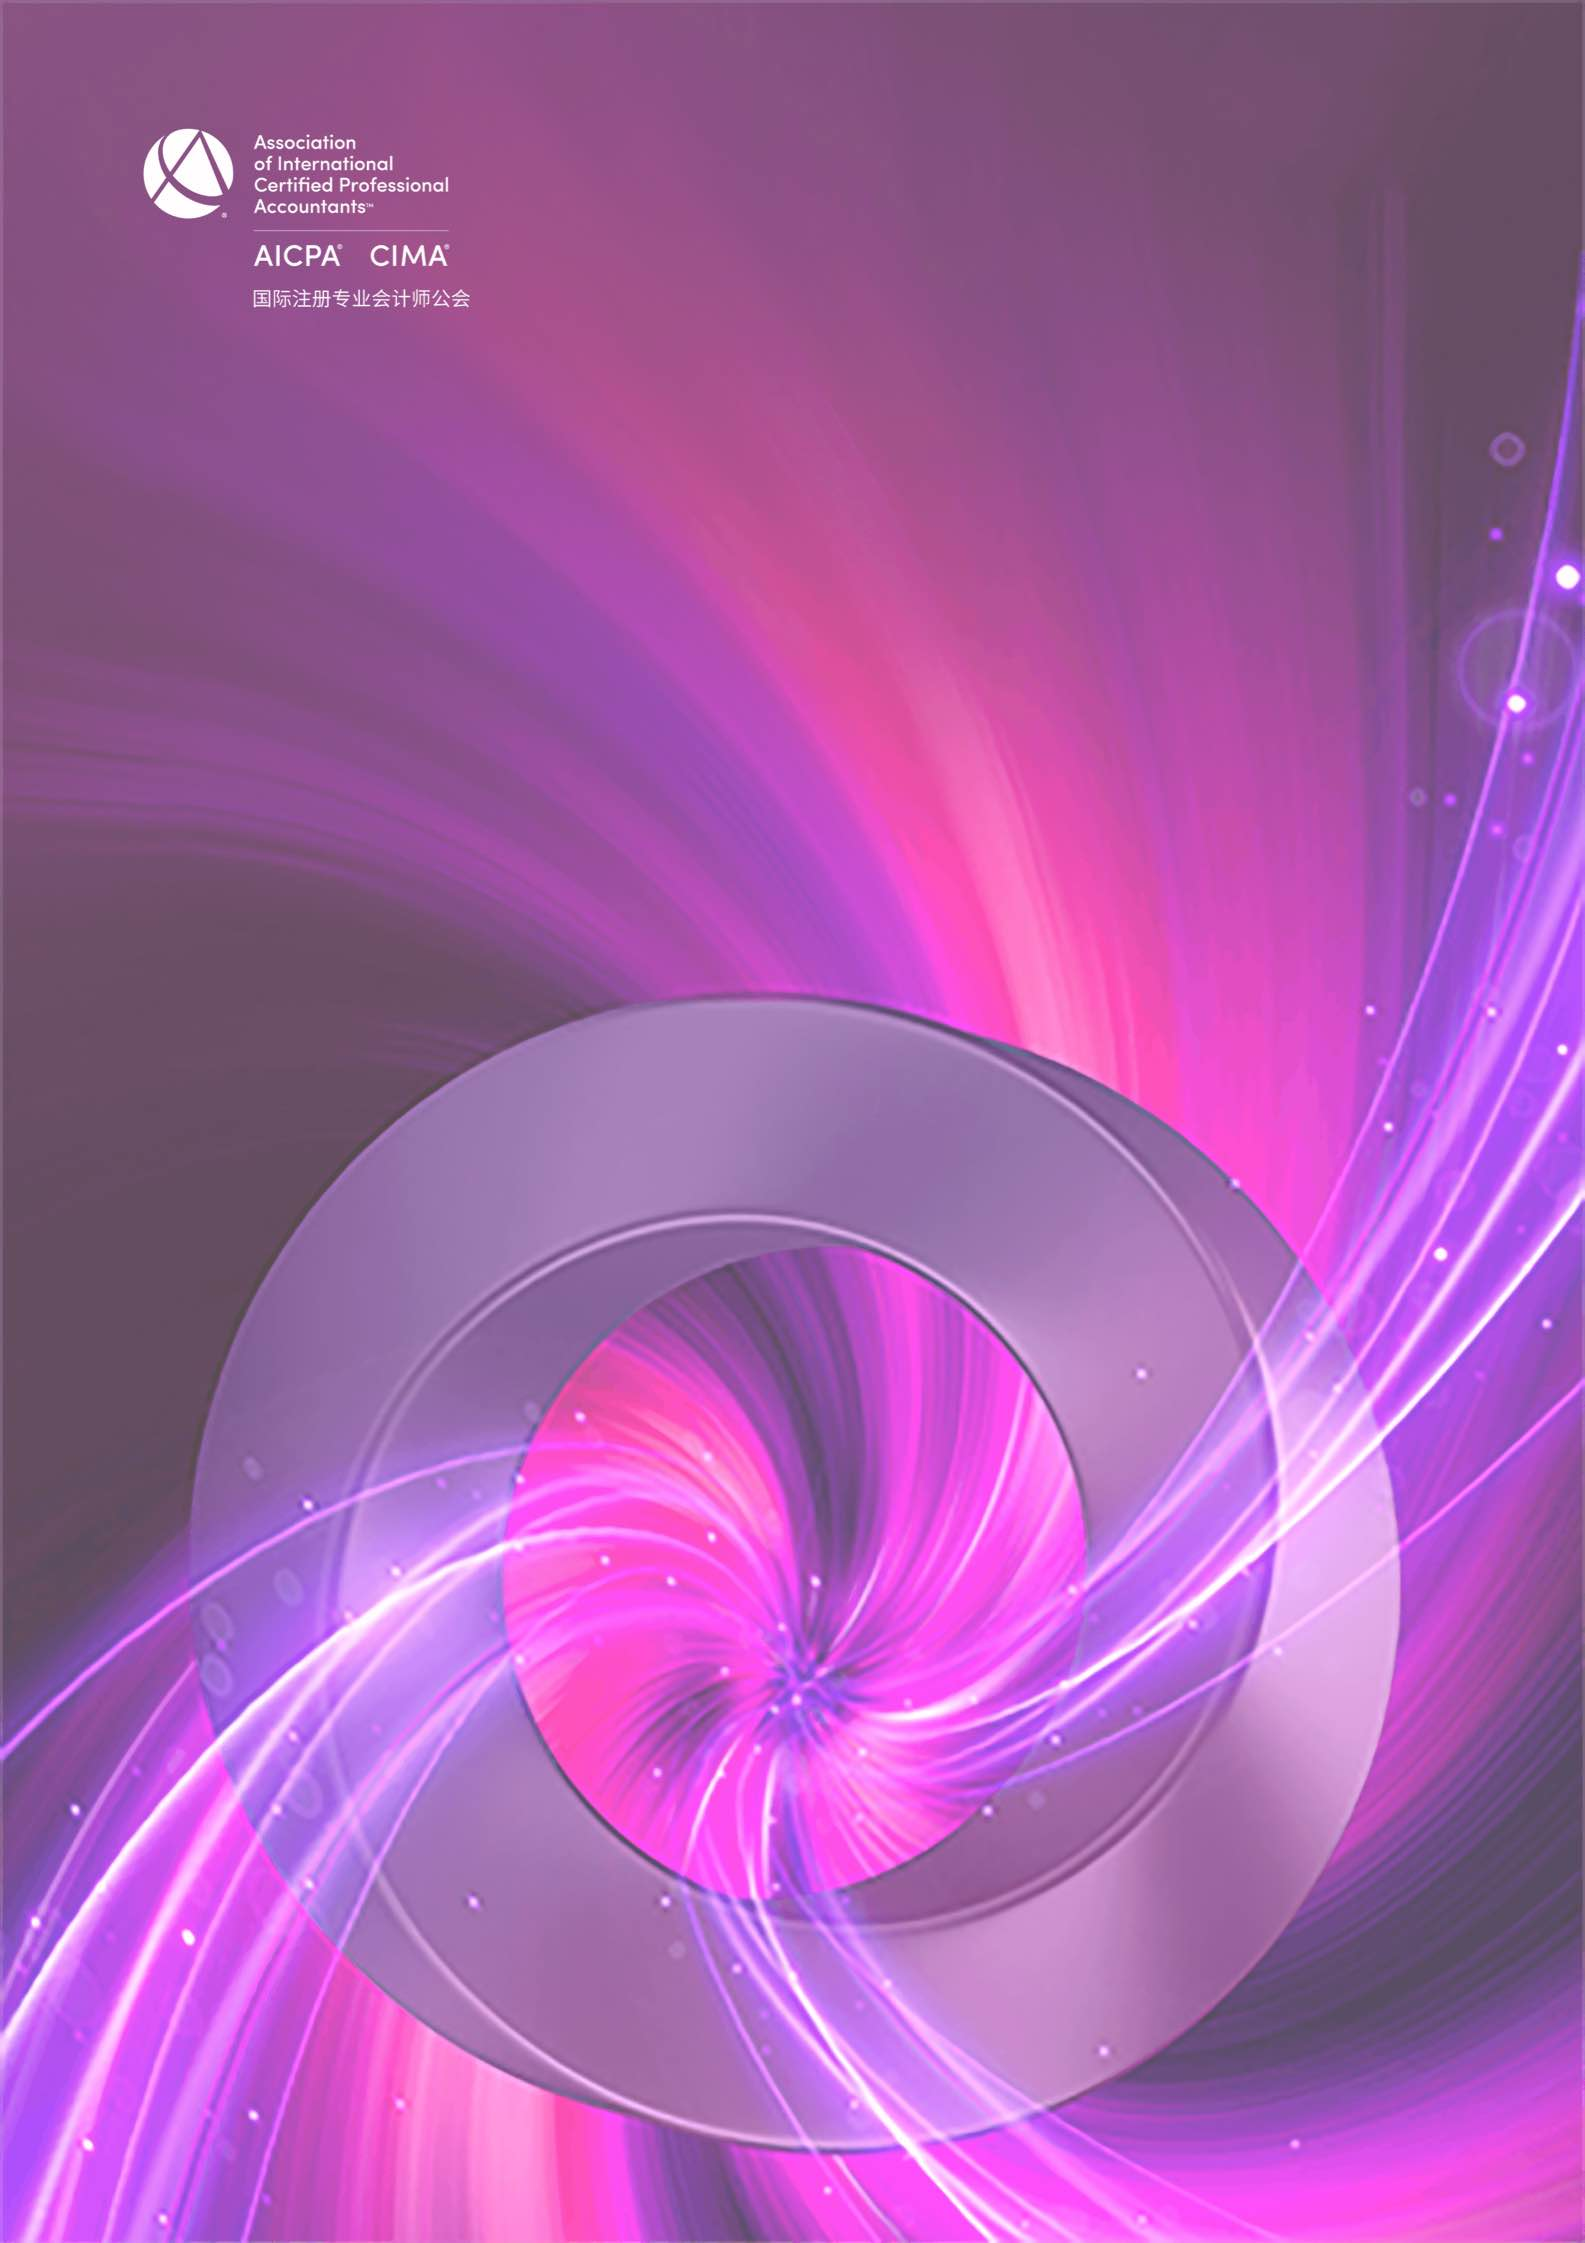 Association
of International
Certified Professional
Accountants™
AICPA® CIMA®
国际注册专业会计师公会